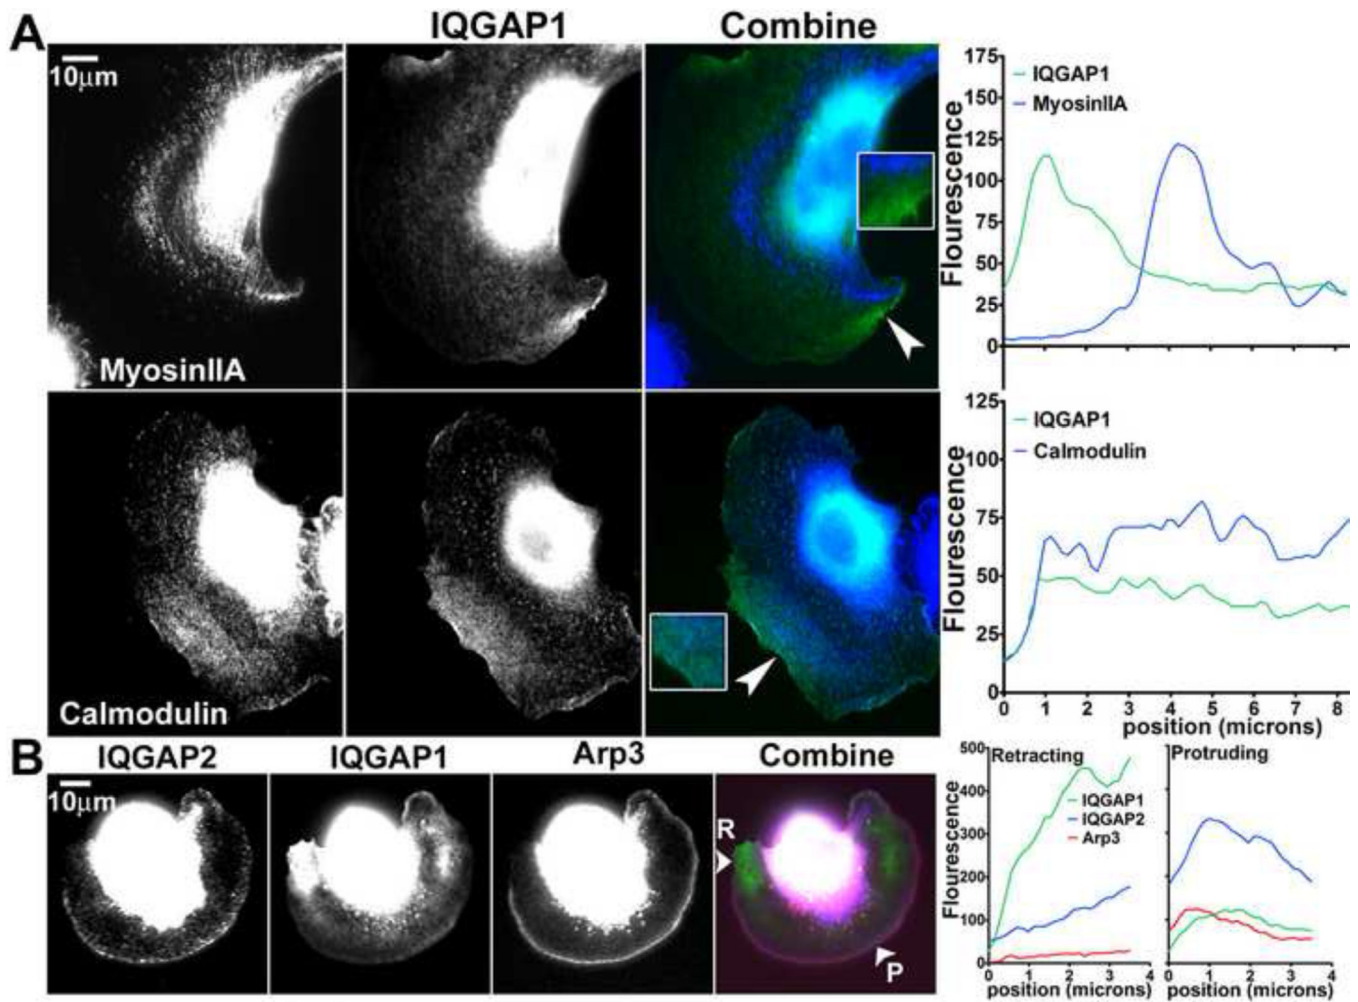 A
IQGAP1
Combine
10μm
MyosinIIA
175
150
125
100
75
50
25
0
Flourescence
IQGAP1
MyosinIIA
Calmodulin
125
100
75
50
25
0
Flourescence
IQGAP1
Calmodulin
0 1 2 3 4 5 6 7 8
position (microns)
B
IQGAP2
IQGAP1
Arp3
Combine
10μm
R
P
500
400
300
200
100
0
Flourescence
Retracting
IQGAP1
IQGAP2
Arp3
0 1 2 3 4
position (microns)
Protruding
0 1 2 3 4
position (microns)